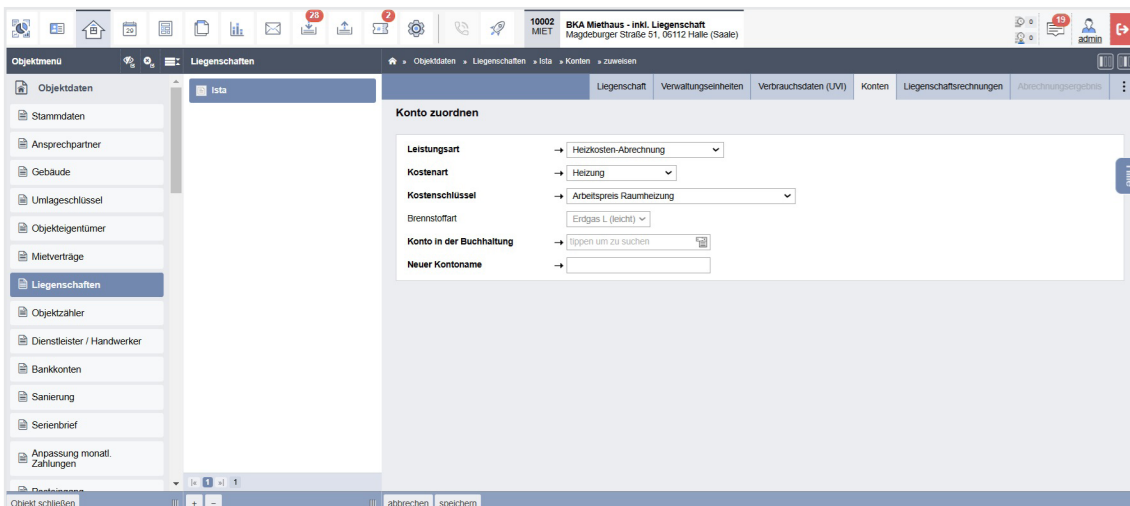 28
2
19
29
10002
MIET
BKA Miethaus - inkl. Liegenschaft
Magdeburger Straße 51, 06112 Halle (Saale)
0
0
admin
Objektmenü
Liegenschaften
» Objektdaten » Liegenschaften » Ista » Konten » zuweisen
Objektdaten
Stammdaten
Ansprechpartner
Gebäude
Umlageschlüssel
Objekteigentümer
Mietverträge
Liegenschaften
Objektzähler
Dienstleister / Handwerker
Bankkonten
Sanierung
Serienbrief
Anpassung monatl.
Zahlungen
Posteingang
Objekt schließen
Ista
1
1
+ −
Liegenschaft
Verwaltungseinheiten
Verbrauchsdaten (UVI)
Konten
Liegenschaftsrechnungen
Abrechnungsergebnis
Konto zuordnen
Leistungsart → Heizkosten-Abrechnung
Kostenart → Heizung
Kostenschlüssel → Arbeitspreis Raumheizung
Brennstoffart Erdgas L (leicht)
Konto in der Buchhaltung → tippen um zu suchen
Neuer Kontoname →
abbrechen
speichern